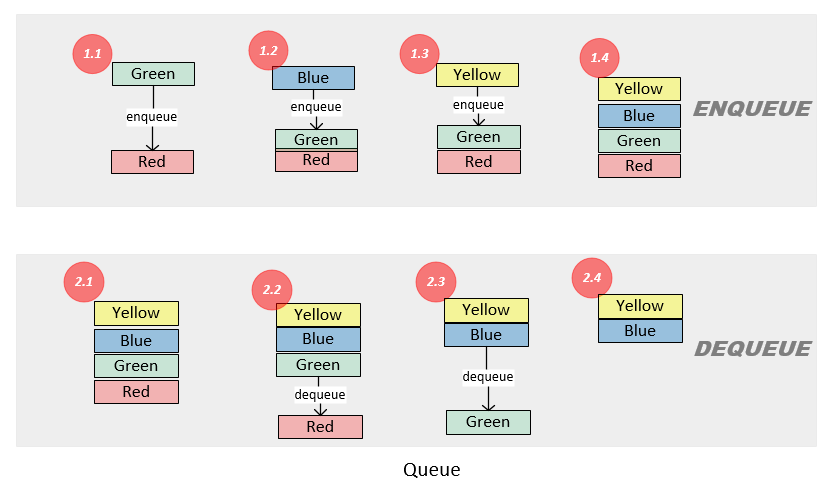 1.1
Green
enqueue
Red
1.2
Blue
enqueue
Green
Red
1.3
Yellow
enqueue
Green
Red
1.4
Yellow
Blue
Green
Red
ENQUEUE
2.1
Yellow
Blue
Green
Red
2.2
Yellow
Blue
Green
dequeue
Red
2.3
Yellow
Blue
dequeue
Green
2.4
Yellow
Blue
DEQUEUE
Queue